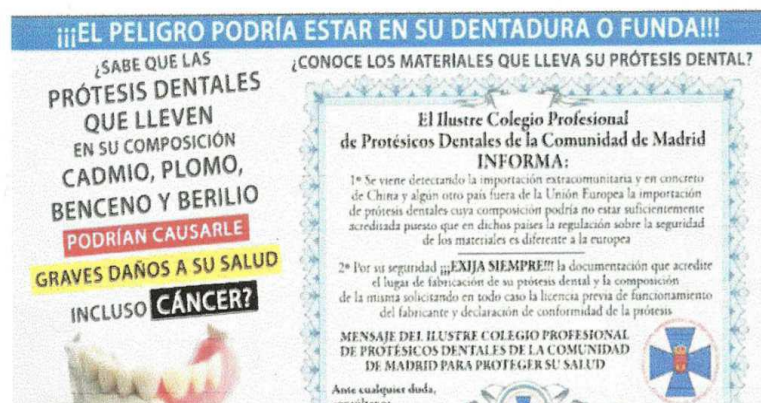 ¡¡¡EL PELIGRO PODRÍA ESTAR EN SU DENTADURA O FUNDA!!!
¿SABE QUE LAS
PRÓTESIS DENTALES
QUE LLEVEN
EN SU COMPOSICIÓN
CADMIO, PLOMO,
BENCENO Y BERILIO
PODRÍAN CAUSARLE
GRAVES DAÑOS A SU SALUD
INCLUSO CÁNCER?
¿CONOCE LOS MATERIALES QUE LLEVA SU PRÓTESIS DENTAL?
El Ilustre Colegio Profesional
de Protésicos Dentales de la Comunidad de Madrid
INFORMA:
1º Se viene detectando la importación extracomunitaria y en concreto
de China y algún otro país fuera de la Unión Europea la importación
de prótesis dentales cuya composición podría no estar suficientemente
acreditada puesto que en dichos países la regulación sobre la seguridad
de los materiales es diferente a la europea
2º Por su seguridad ¡¡¡EXIJA SIEMPRE!!! la documentación que acredite
el lugar de fabricación de su prótesis dental y la composición
de la misma solicitando en todo caso la licencia previa de funcionamiento
del fabricante y declaración de conformidad de la prótesis
MENSAJE DEL ILUSTRE COLEGIO PROFESIONAL
DE PROTÉSICOS DENTALES DE LA COMUNIDAD
DE MADRID PARA PROTEGER SU SALUD
Ante cualquier duda,